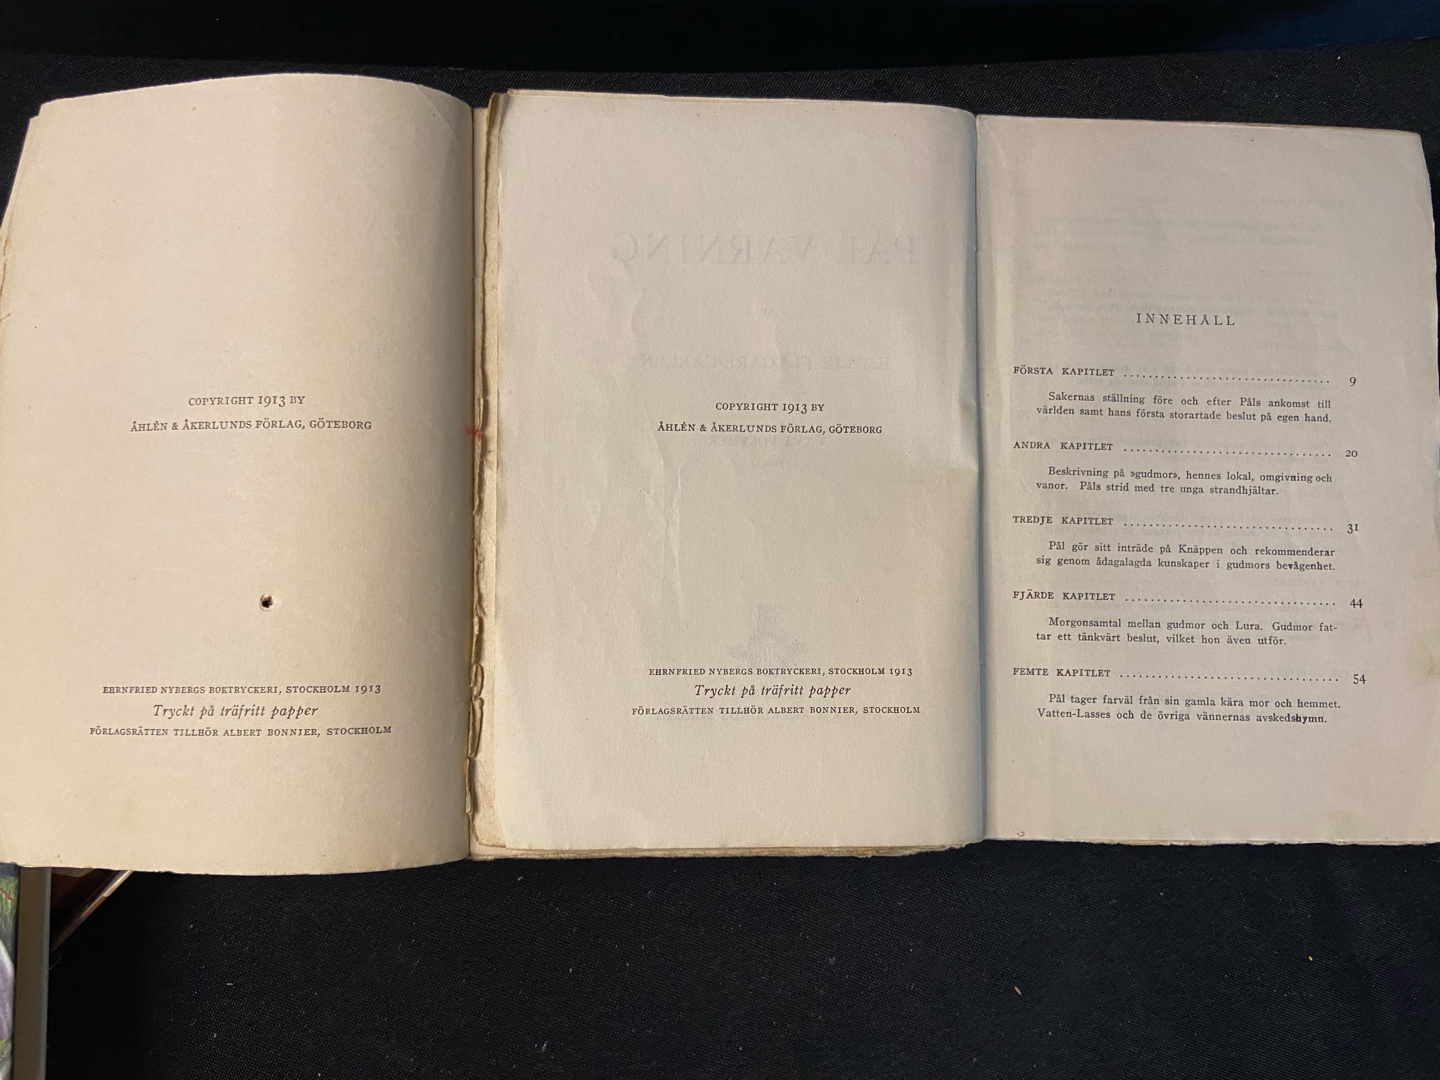 COPYRIGHT 1913 BY
ÅHLÉN & ÅKERLUNDS FÖRLAG, GÖTEBORG
EHRNFRIED NYBERGS BOKTRYCKERI, STOCKHOLM 1913
Tryckt på träfritt papper
FÖRLAGSRÄTTEN TILLHÖR ALBERT BONNIER, STOCKHOLM
PÅL VÄRNING
COPYRIGHT 1913 BY
ÅHLÉN & ÅKERLUNDS FÖRLAG, GÖTEBORG
EHRNFRIED NYBERGS BOKTRYCKERI, STOCKHOLM 1913
Tryckt på träfritt papper
FÖRLAGSRÄTTEN TILLHÖR ALBERT BONNIER, STOCKHOLM
INNEHÅLL
FÖRSTA KAPITLET ................................. 9
Sakernas ställning före och efter Påls ankomst till
världen samt hans första storartade beslut på egen hand.
ANDRA KAPITLET ................................. 20
Beskrivning på »gudmor», hennes lokal, omgivning och
vanor. Påls strid med tre unga strandhjältar.
TREDJE KAPITLET ................................. 31
Pål gör sitt inträde på Knäppen och rekommenderar
sig genom ådagalagda kunskaper i gudmors bevågenhet.
FJÄRDE KAPITLET ................................. 44
Morgonsamtal mellan gudmor och Lura. Gudmor fat-
tar ett tänkvärt beslut, vilket hon även utför.
FEMTE KAPITLET ................................. 54
Pål tager farväl från sin gamla kära mor och hemmet.
Vatten-Lasses och de övriga vännernas avskedshymn.